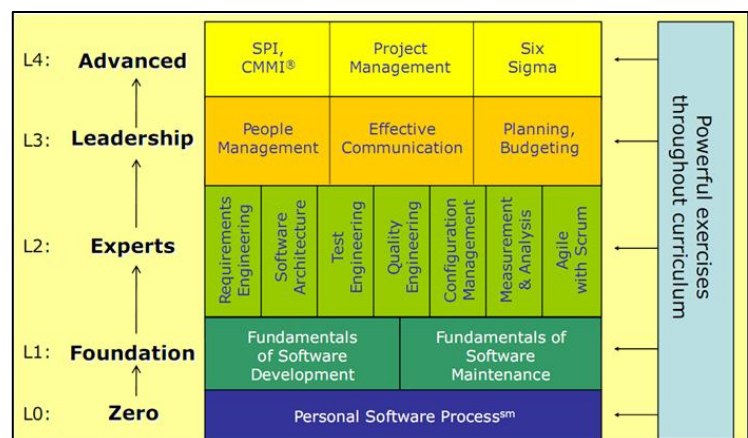 L4: Advanced
SPI,
CMMI®
Project
Management
Six
Sigma
L3: Leadership
People
Management
Effective
Communication
Planning,
Budgeting
L2: Experts
Requirements
Engineering
Software
Architecture
Test
Engineering
Quality
Engineering
Configuration
Management
Measurement
& Analysis
Agile
with Scrum
L1: Foundation
Fundamentals
of Software
Development
Fundamentals of
Software
Maintenance
L0: Zero
Personal Software Processsm
Powerful exercises
throughout curriculum